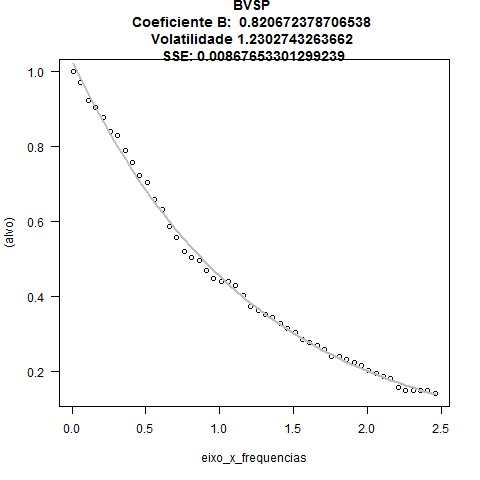 BVSP
Coeficiente B: 0.820672378706538
Volatilidade 1.2302743263662
SSE: 0.00867653301299239
(alvo)
1.0
0.8
0.6
0.4
0.2
0.0 0.5 1.0 1.5 2.0 2.5
eixo_x_frequencias